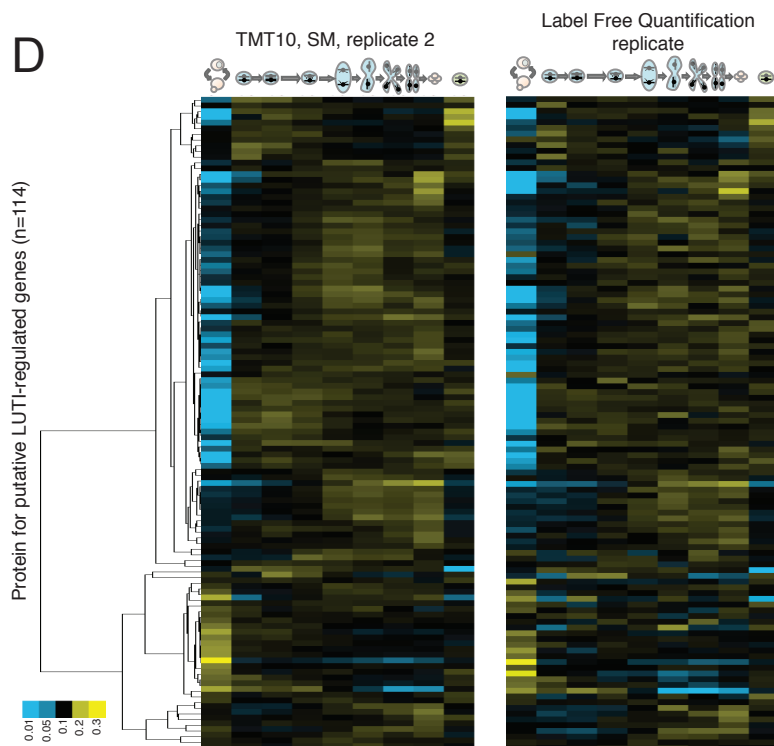 D
TMT10, SM, replicate 2
Label Free Quantification
replicate
Protein for putative LUTI-regulated genes (n=114)
0.01
0.05
0.1
0.2
0.3